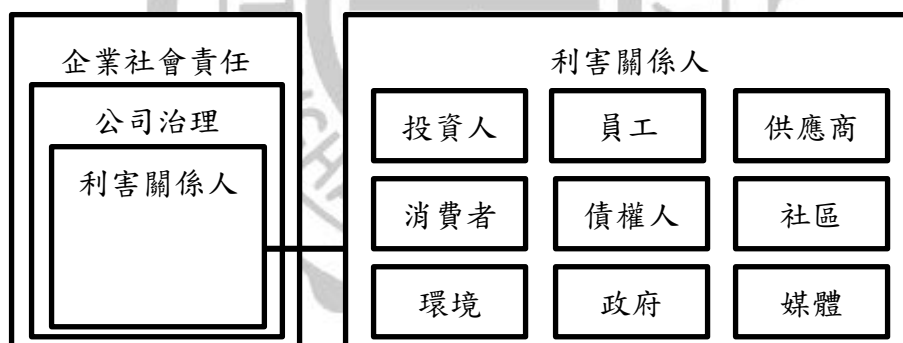 企業社會責任
公司治理
利害關係人
利害關係人
投資人 員工 供應商
消費者 債權人 社區
環境 政府 媒體